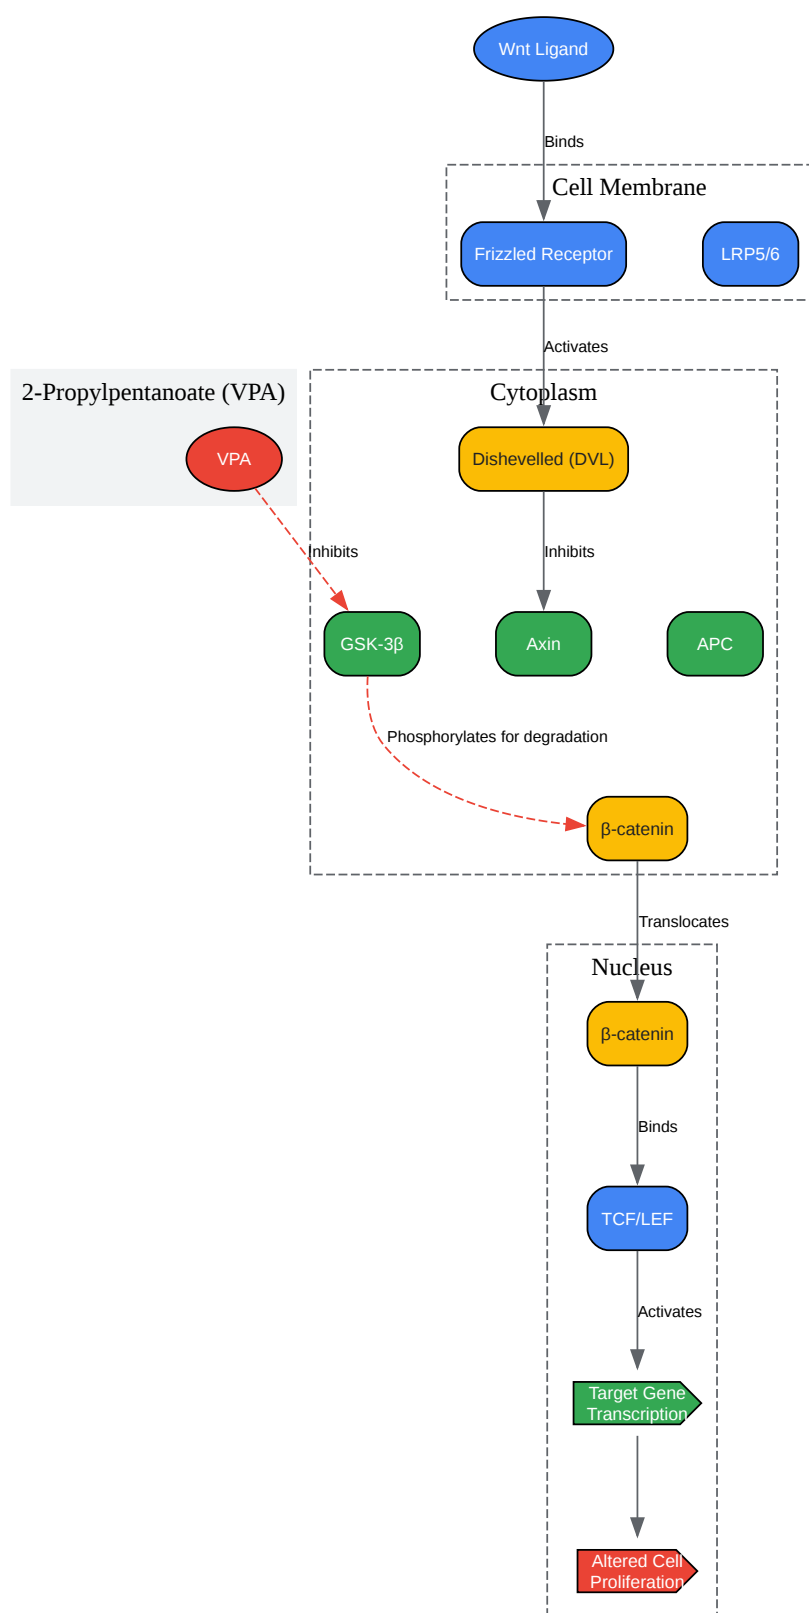 Wnt Ligand
Binds
Cell Membrane
Frizzled Receptor
LRP5/6
Activates
2-Propylpentanoate (VPA)
Cytoplasm
VPA
Dishevelled (DVL)
Inhibits
Inhibits
GSK-3β
Axin
APC
Phosphorylates for degradation
β-catenin
Translocates
Nucleus
β-catenin
Binds
TCF/LEF
Activates
Target Gene
Transcription
Altered Cell
Proliferation